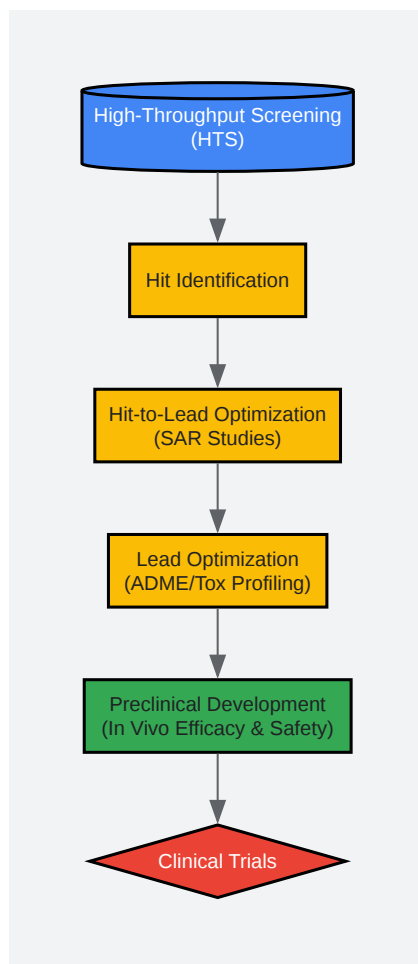 High-Throughput Screening
(HTS)
Hit Identification
Hit-to-Lead Optimization
(SAR Studies)
Lead Optimization
(ADME/Tox Profiling)
Preclinical Development
(In Vivo Efficacy & Safety)
Clinical Trials